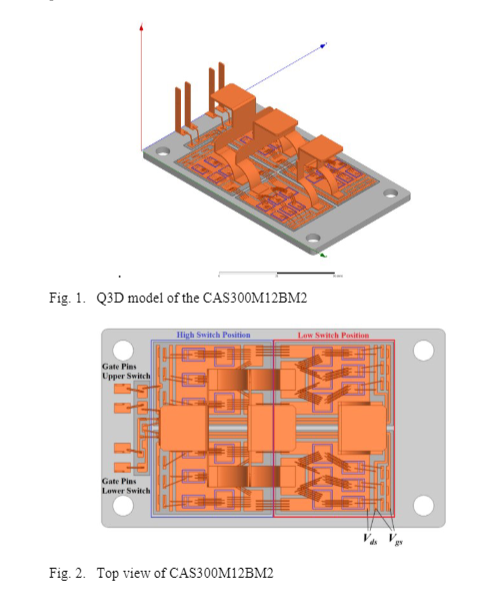 Fig. 1. Q3D model of the CAS300M12BM2
High Switch Position
Low Switch Position
Gate Pins
Upper Switch
Gate Pins
Lower Switch
Vds Vgs
Fig. 2. Top view of CAS300M12BM2